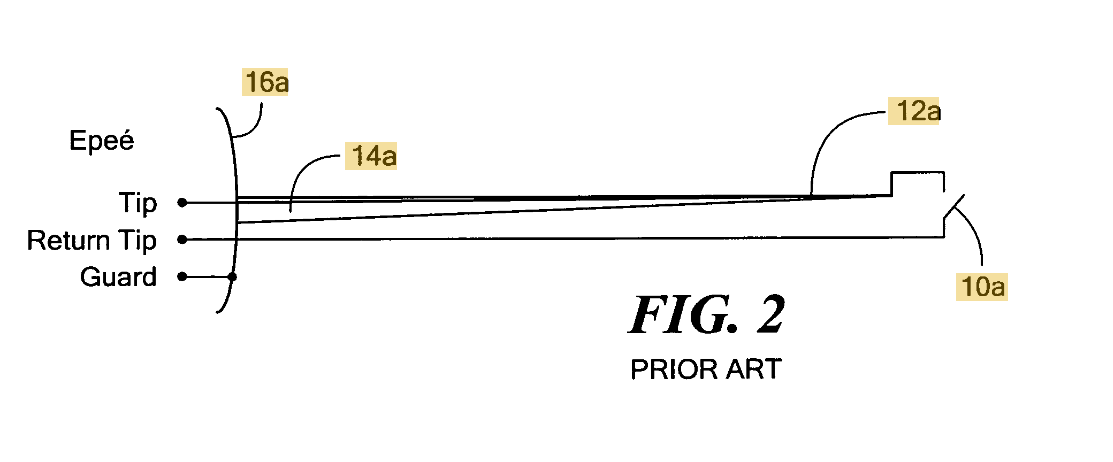 16a
12a
Epeé
14a
Tip
Return Tip
Guard
10a
FIG. 2
PRIOR ART